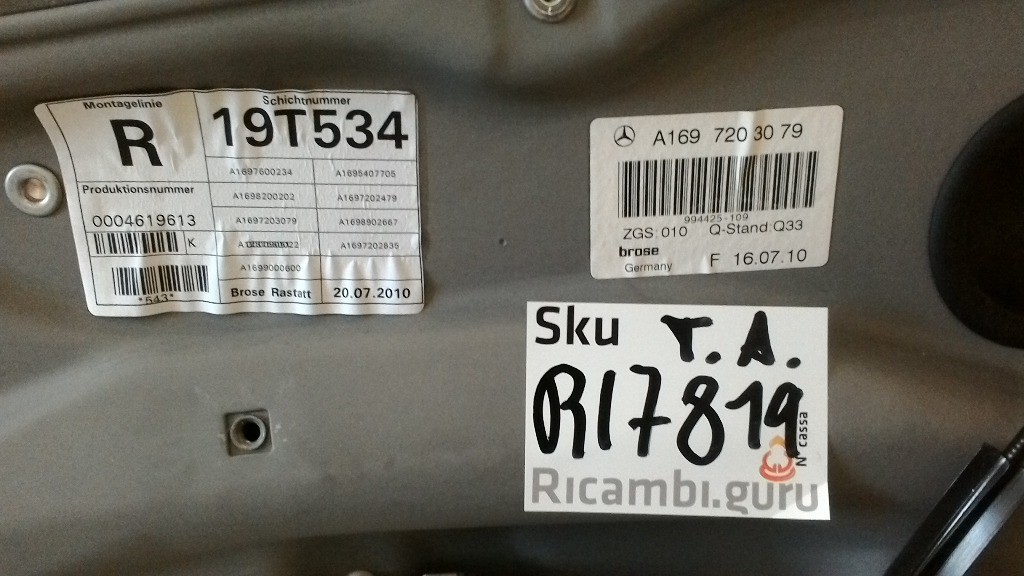 Montagelinie
R
Schichtnummer
19T534
A1697600234
A1695407705
Produktionsnummer
0004619613
K
*543*
A1698200202
A1697202479
A1697203079
A1698902667
A1697202835
A1699000600
Brose Rastatt
20.07.2010
A169 720 30 79
994425-109
ZGS: 010 Q-Stand: Q33
brose
Germany
F 16.07.10
Sku T.A.
R17819
N° cassa
Ricambi.guru